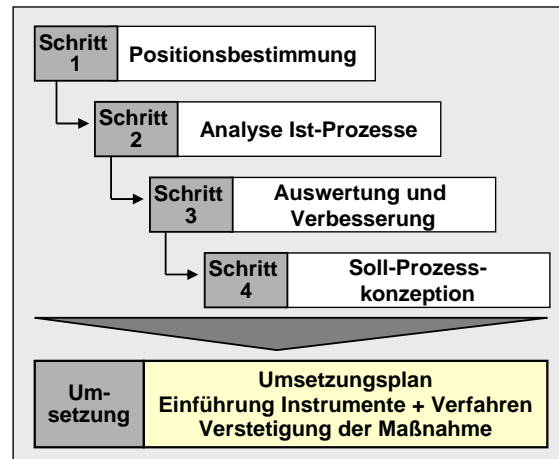 Schritt
1
Positionsbestimmung
Schritt
2
Analyse Ist-Prozesse
Schritt
3
Auswertung und
Verbesserung
Schritt
4
Soll-Prozess-
konzeption
Um-
setzung
Umsetzungsplan
Einführung Instrumente + Verfahren
Verstetigung der Maßnahme